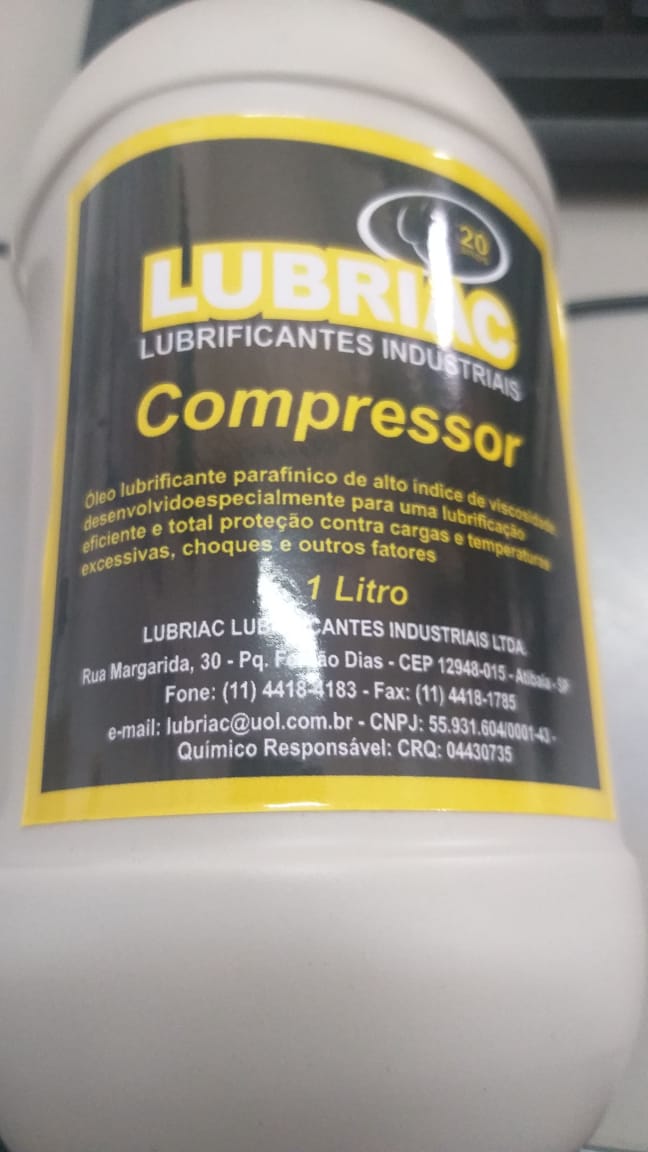 20
LUBRIAC
LUBRIFICANTES INDUSTRIAIS
Compressor
Óleo lubrificante parafínico de alto índice de viscosidade
desenvolvidoespecialmente para uma lubrificação
eficiente e total proteção contra cargas e temperaturas
excessivas, choques e outros fatores
1 Litro
LUBRIAC LUBRIFICANTES INDUSTRIAIS LTDA.
Rua Margarida, 30 - Pq. Fernão Dias - CEP 12948-015 - Atibaia - SP
Fone: (11) 4418-4183 - Fax: (11) 4418-1785
e-mail: lubriac@uol.com.br - CNPJ: 55.931.604/0001-43 -
Químico Responsável: CRQ: 04430735